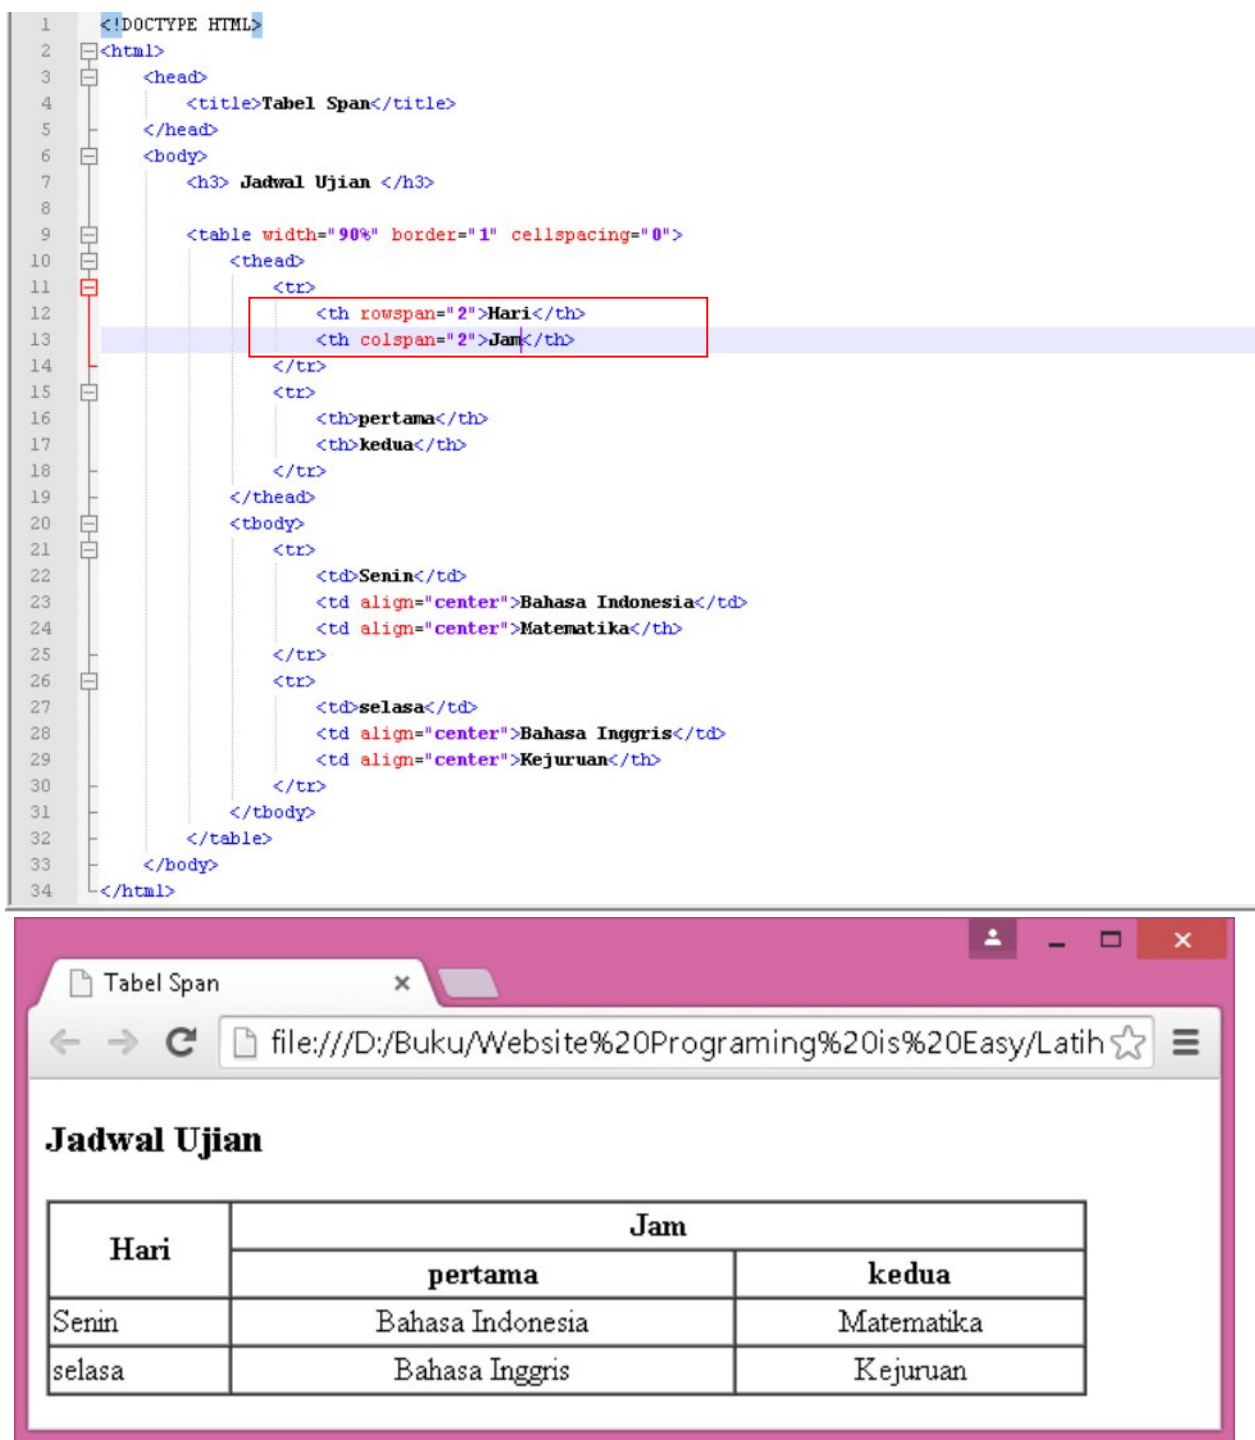 1 <!DOCTYPE HTML>
2 <html>
3 <head>
4 <title>Tabel Span</title>
5 </head>
6 <body>
7 <h3> Jadwal Ujian </h3>
8
9 <table width="90%" border="1" cellspacing="0">
10 <thead>
11 <tr>
12 <th rowspan="2">Hari</th>
13 <th colspan="2">Jam</th>
14 </tr>
15 <tr>
16 <th>pertama</th>
17 <th>kedua</th>
18 </tr>
19 </thead>
20 <tbody>
21 <tr>
22 <td>Senin</td>
23 <td align="center">Bahasa Indonesia</td>
24 <td align="center">Matematika</th>
25 </tr>
26 <tr>
27 <td>selasa</td>
28 <td align="center">Bahasa Inggris</td>
29 <td align="center">Kejuruan</th>
30 </tr>
31 </tbody>
32 </table>
33 </body>
34 </html>
Tabel Span
file:///D:/Buku/Website%20Programing%20is%20Easy/Latih
Jadwal Ujian
Hari Jam
pertama kedua
Senin Bahasa Indonesia Matematika
selasa Bahasa Inggris Kejuruan